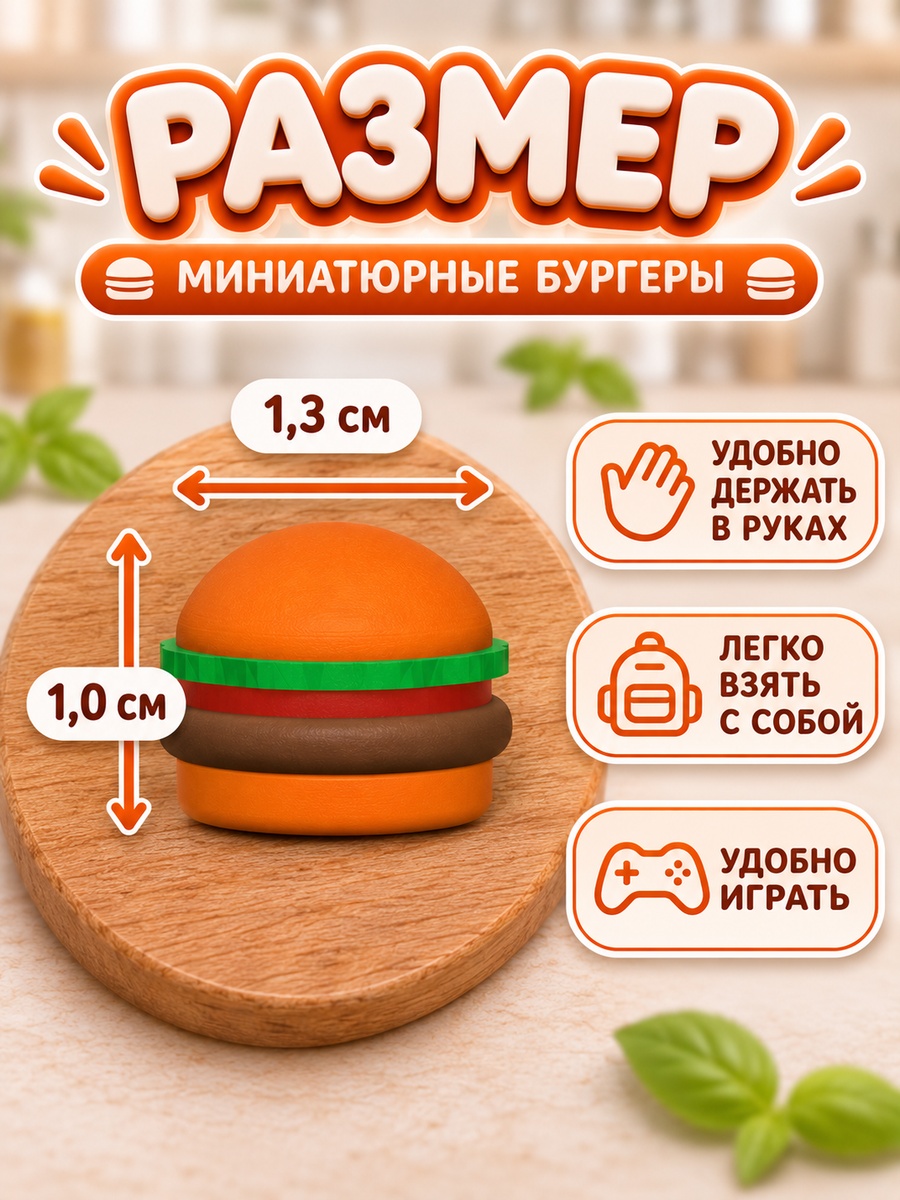 РАЗМЕР
МИНИАТЮРНЫЕ БУРГЕРЫ
1,3 см
1,0 см
УДОБНО
ДЕРЖАТЬ
В РУКАХ
ЛЕГКО
ВЗЯТЬ
С СОБОЙ
УДОБНО
ИГРАТЬ